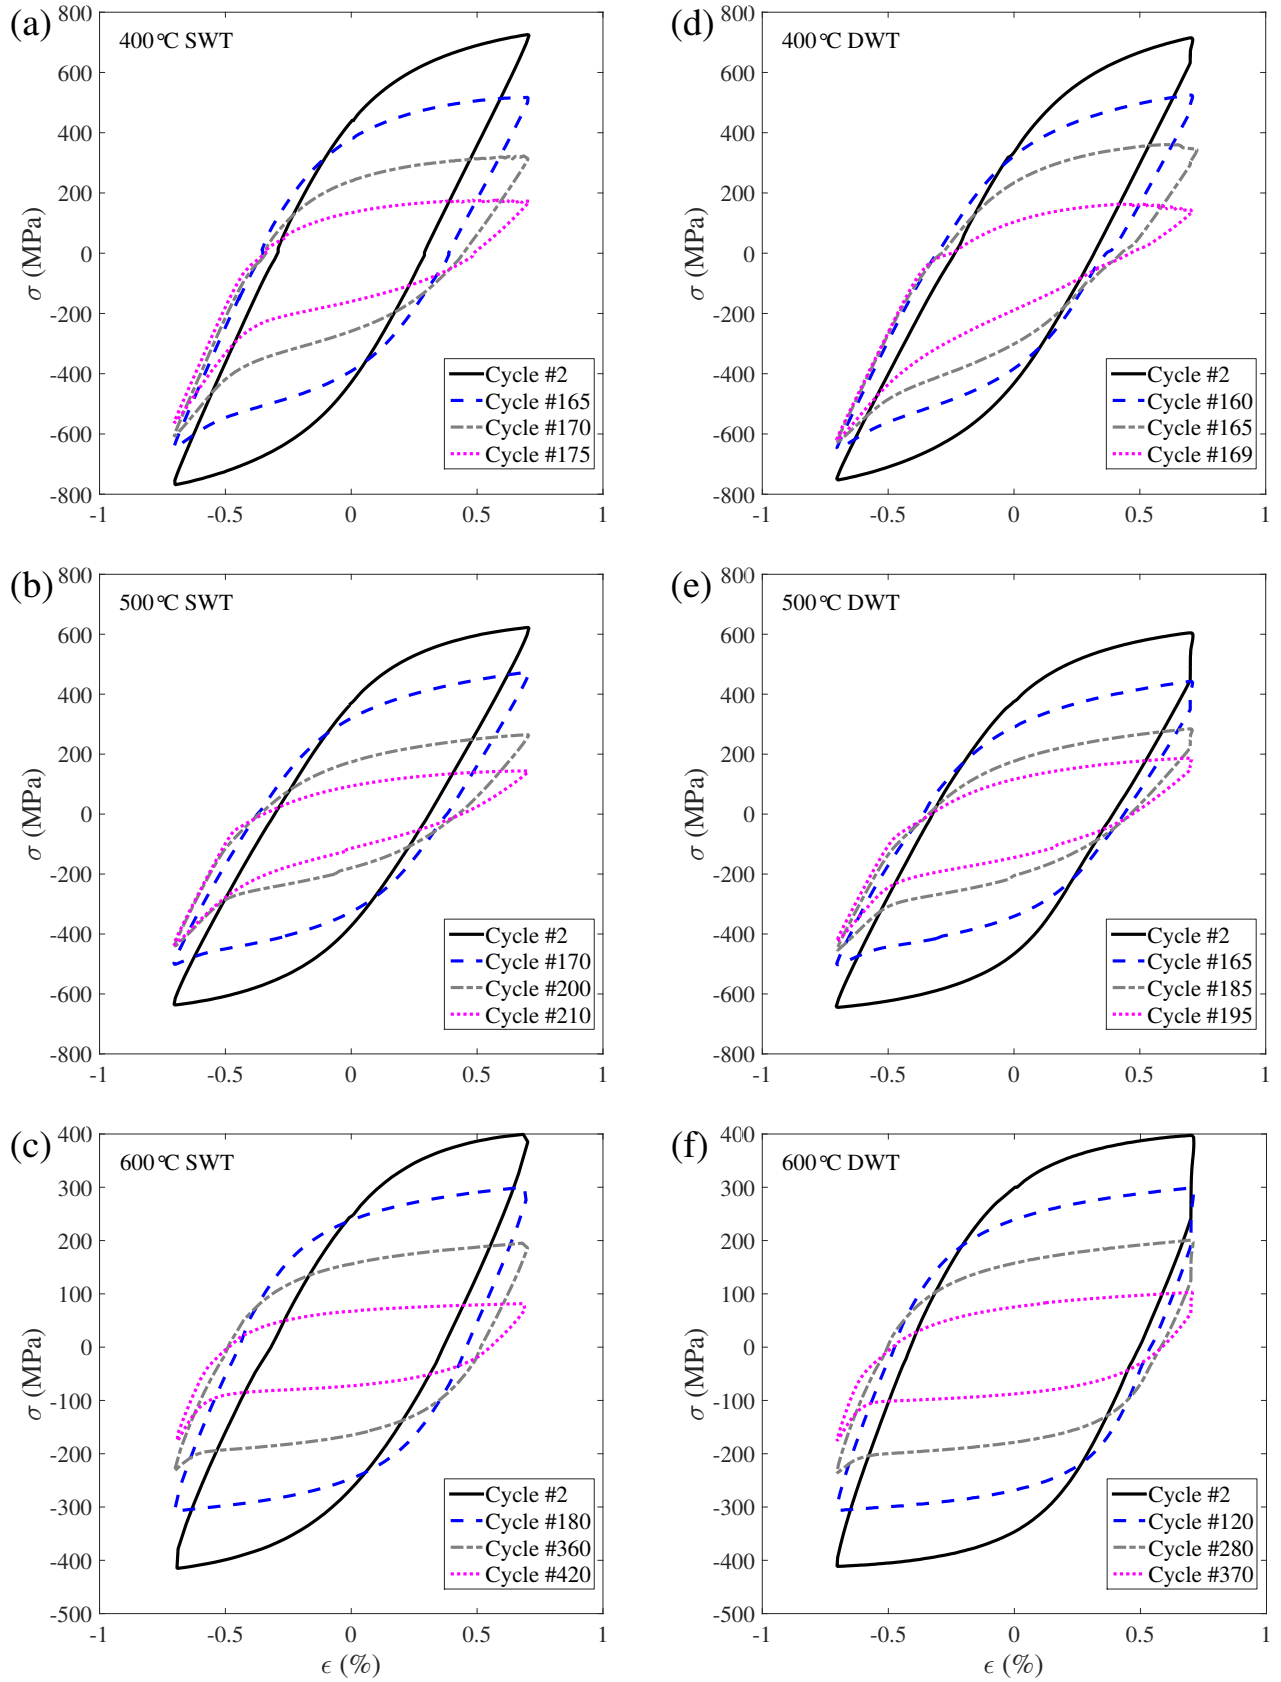 (a)
400°C SWT
σ (MPa)
800
600
400
200
0
-200
-400
-600
-800
-1
-0.5
0
0.5
1
Cycle #2
Cycle #165
Cycle #170
Cycle #175
(d)
400°C DWT
σ (MPa)
800
600
400
200
0
-200
-400
-600
-800
-1
-0.5
0
0.5
1
Cycle #2
Cycle #160
Cycle #165
Cycle #169
(b)
500°C SWT
σ (MPa)
800
600
400
200
0
-200
-400
-600
-800
-1
-0.5
0
0.5
1
Cycle #2
Cycle #170
Cycle #200
Cycle #210
(e)
500°C DWT
σ (MPa)
800
600
400
200
0
-200
-400
-600
-800
-1
-0.5
0
0.5
1
Cycle #2
Cycle #165
Cycle #185
Cycle #195
(c)
600°C SWT
σ (MPa)
400
300
200
100
0
-100
-200
-300
-400
-500
-1
-0.5
0
0.5
1
ϵ (%)
Cycle #2
Cycle #180
Cycle #360
Cycle #420
(f)
600°C DWT
σ (MPa)
400
300
200
100
0
-100
-200
-300
-400
-500
-1
-0.5
0
0.5
1
ϵ (%)
Cycle #2
Cycle #120
Cycle #280
Cycle #370